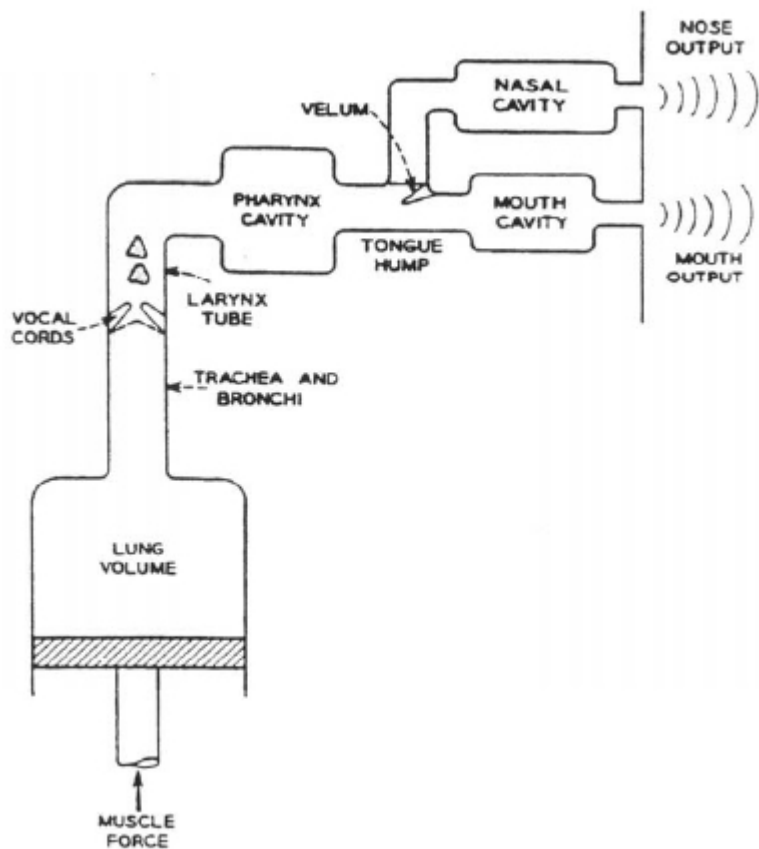 NOSE
OUTPUT
NASAL
CAVITY
VELUM
PHARYNX
CAVITY
MOUTH
CAVITY
TONGUE
HUMP
MOUTH
OUTPUT
LARYNX
TUBE
VOCAL
CORDS
TRACHEA AND
BRONCHI
LUNG
VOLUME
MUSCLE
FORCE